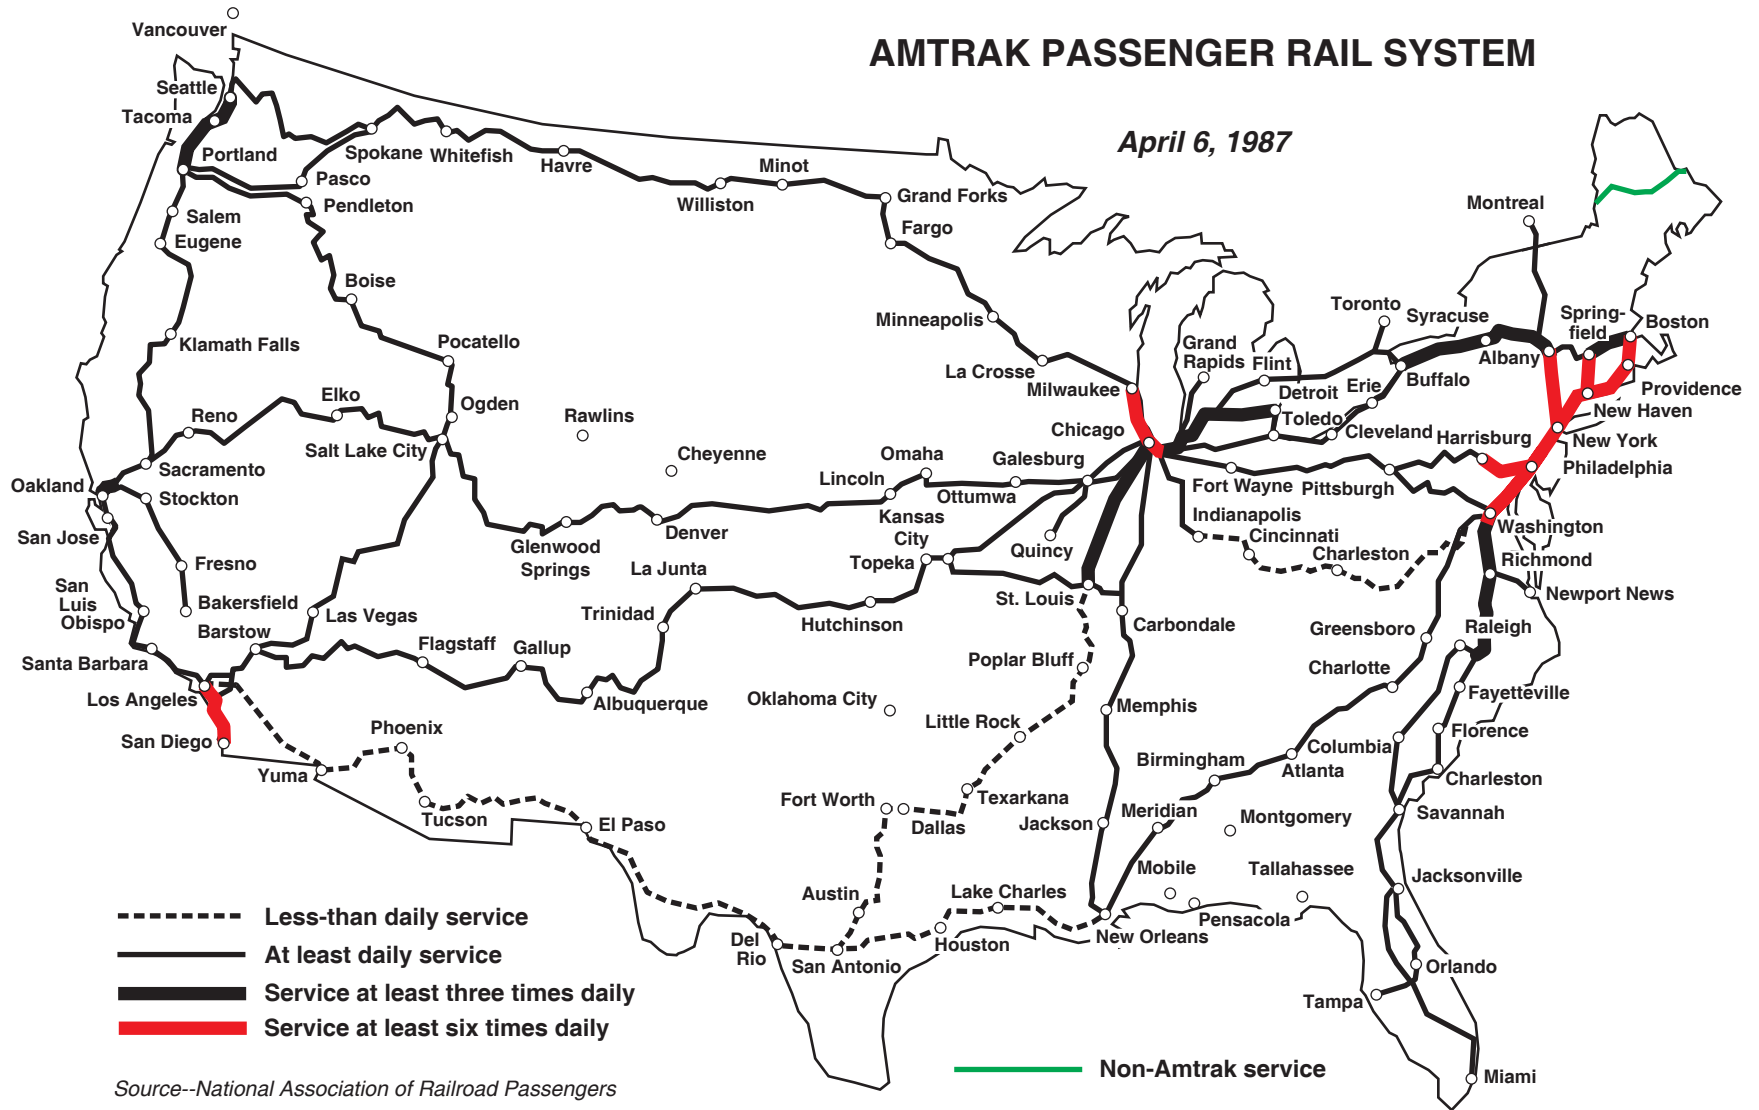 AMTRAK PASSENGER RAIL SYSTEM
April 6, 1987
Vancouver
Seattle
Tacoma
Portland
Spokane
Whitefish
Havre
Minot
Pasco
Pendleton
Williston
Grand Forks
Salem
Eugene
Fargo
Montreal
Boise
Minneapolis
Toronto
Syracuse
Spring-
field
Boston
Klamath Falls
Pocatello
La Crosse
Grand
Rapids
Flint
Albany
Milwaukee
Detroit
Erie
Buffalo
Providence
Reno
Elko
Ogden
Rawlins
Toledo
New Haven
Salt Lake City
Chicago
Cleveland
Harrisburg
New York
Sacramento
Cheyenne
Omaha
Galesburg
Philadelphia
Oakland
Stockton
Lincoln
Ottumwa
Fort Wayne
Pittsburgh
San Jose
Glenwood
Springs
Denver
Kansas
City
Quincy
Indianapolis
Cincinnati
Washington
Fresno
La Junta
Topeka
Charleston
Richmond
San
Luis
Obispo
Bakersfield
Las Vegas
Trinidad
Hutchinson
St. Louis
Newport News
Barstow
Flagstaff
Gallup
Carbondale
Greensboro
Raleigh
Santa Barbara
Poplar Bluff
Charlotte
Los Angeles
Albuquerque
Oklahoma City
Memphis
Fayetteville
San Diego
Phoenix
Little Rock
Birmingham
Columbia
Florence
Yuma
Atlanta
Charleston
Tucson
El Paso
Fort Worth
Dallas
Texarkana
Jackson
Meridian
Montgomery
Savannah
Mobile
Tallahassee
Jacksonville
Austin
Lake Charles
Pensacola
Del
Rio
San Antonio
Houston
New Orleans
Orlando
Tampa
Miami
Less-than daily service
At least daily service
Service at least three times daily
Service at least six times daily
Non-Amtrak service
Source--National Association of Railroad Passengers